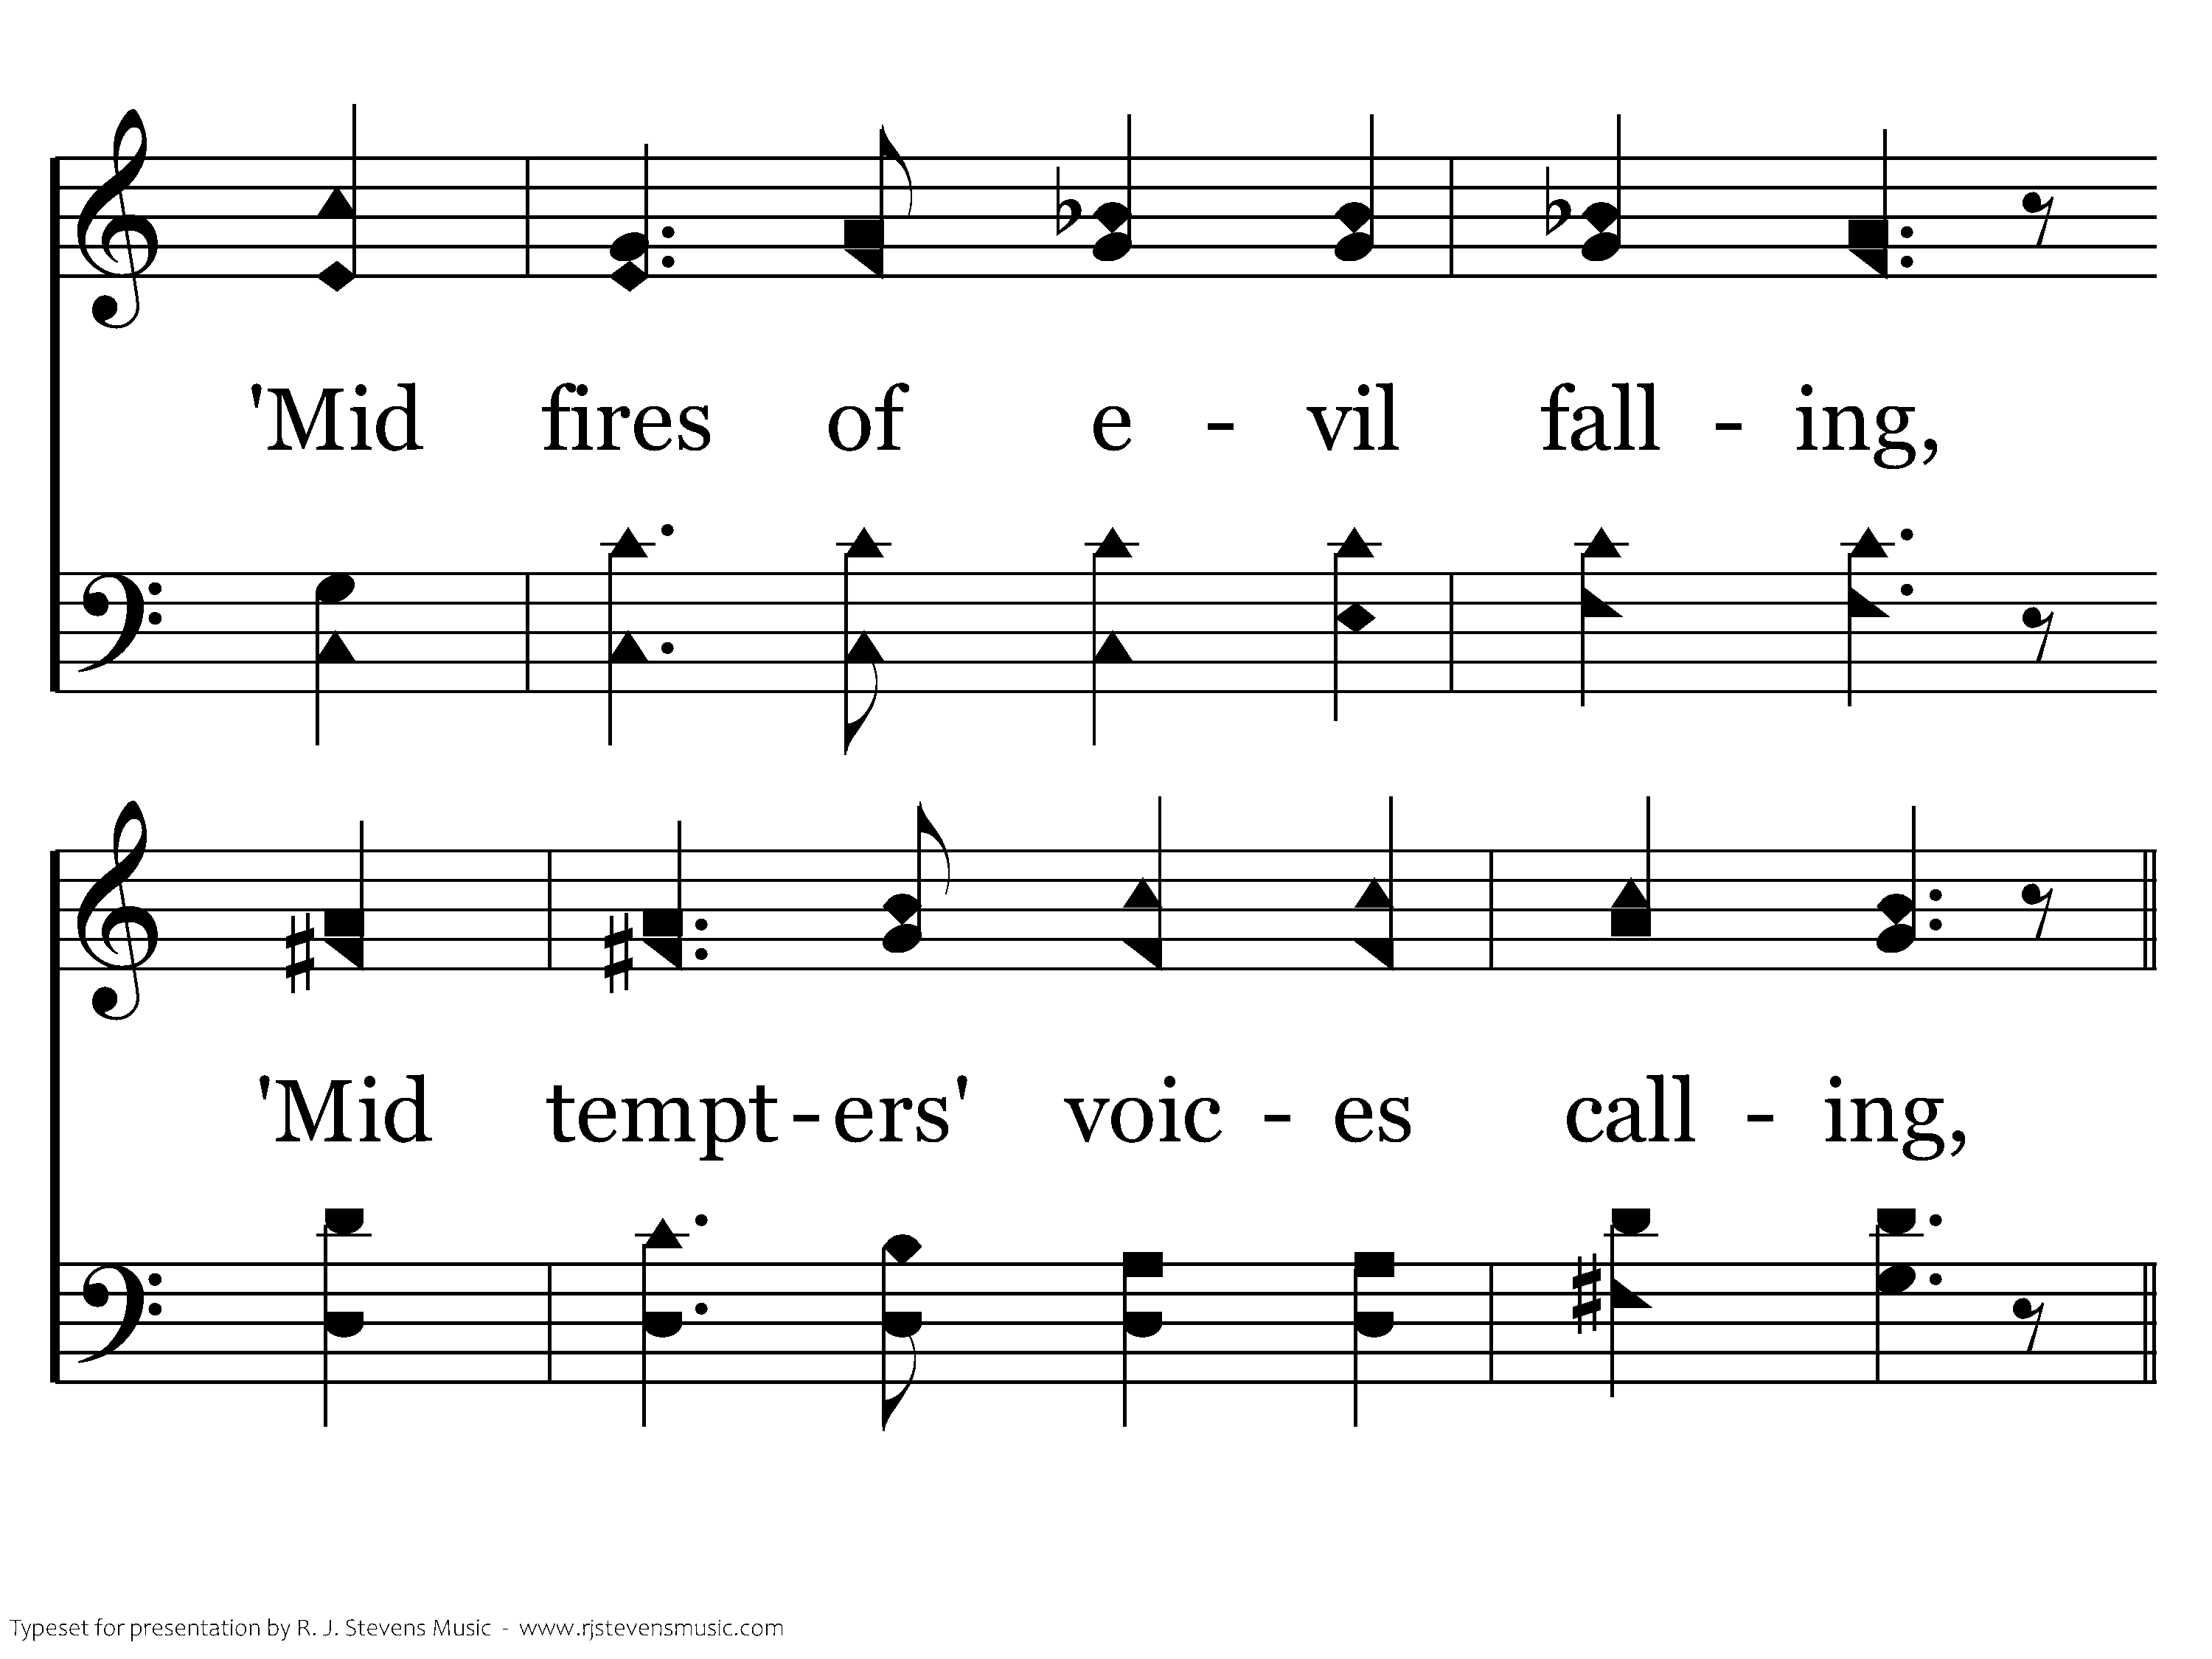 'Mid fires of e - vil fall - ing,
'Mid tempt - ers' voic - es call - ing,
Typeset for presentation by R. J. Stevens Music - www.rjstevensmusic.com